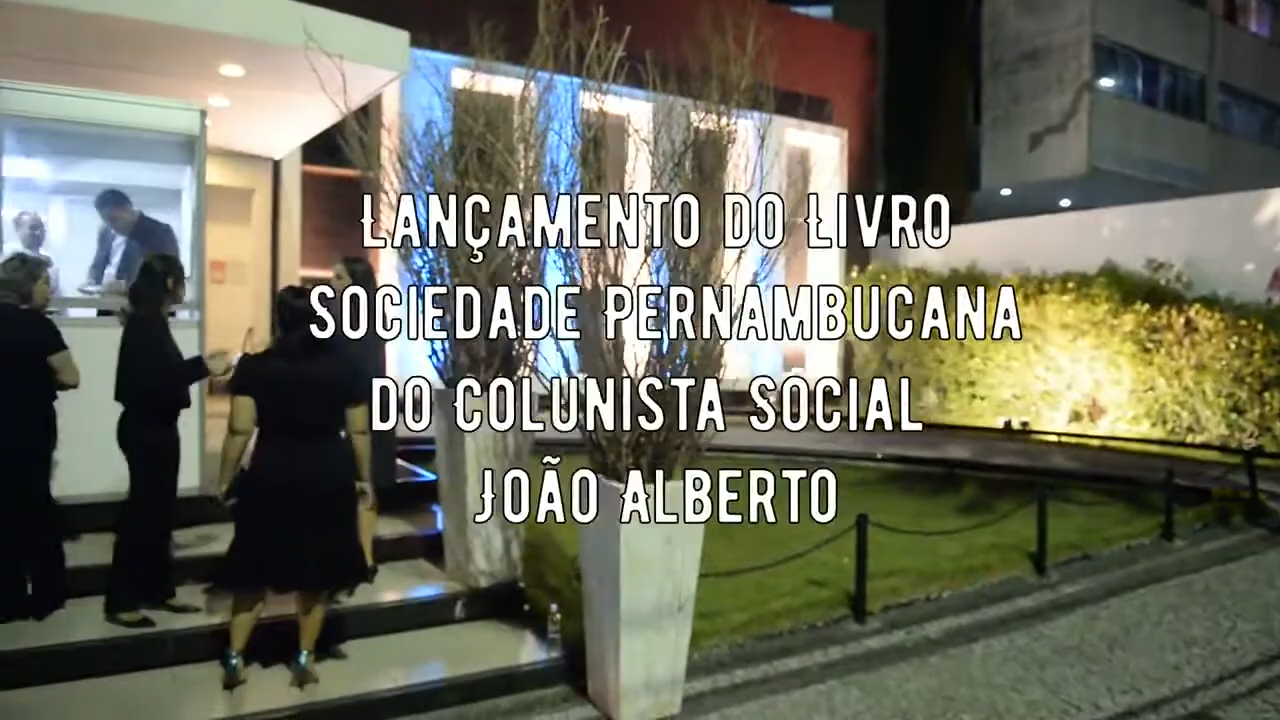 Lançamento do Livro
Sociedade Pernambucana
do Colunista Social
João Alberto